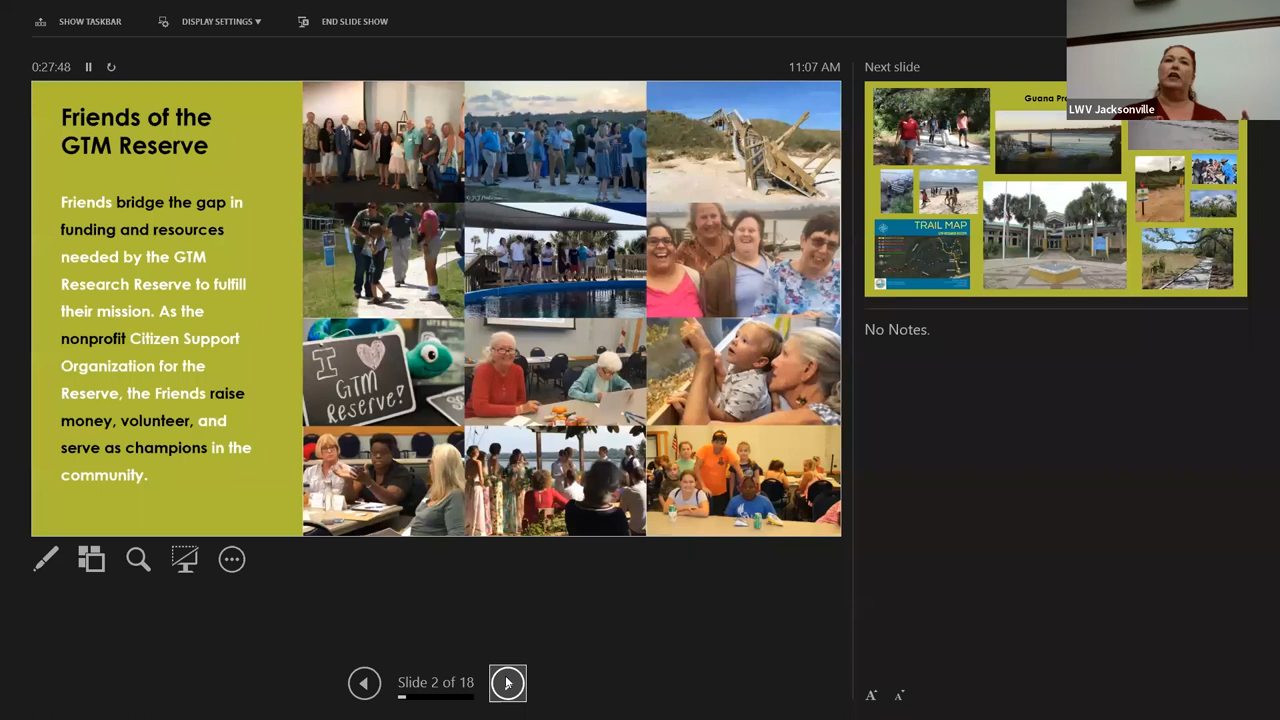 SHOW TASKBAR
DISPLAY SETTINGS
END SLIDE SHOW
0:27:48
11:07 AM
Next slide
LWV Jacksonville
Friends of the
GTM Reserve
Friends bridge the gap in
funding and resources
needed by the GTM
Research Reserve to fulfill
their mission. As the
nonprofit Citizen Support
Organization for the
Reserve, the Friends raise
money, volunteer, and
serve as champions in the
community.
I
GTM
Reserve!
Guana
TRAIL MAP
No Notes.
Slide 2 of 18
A
A